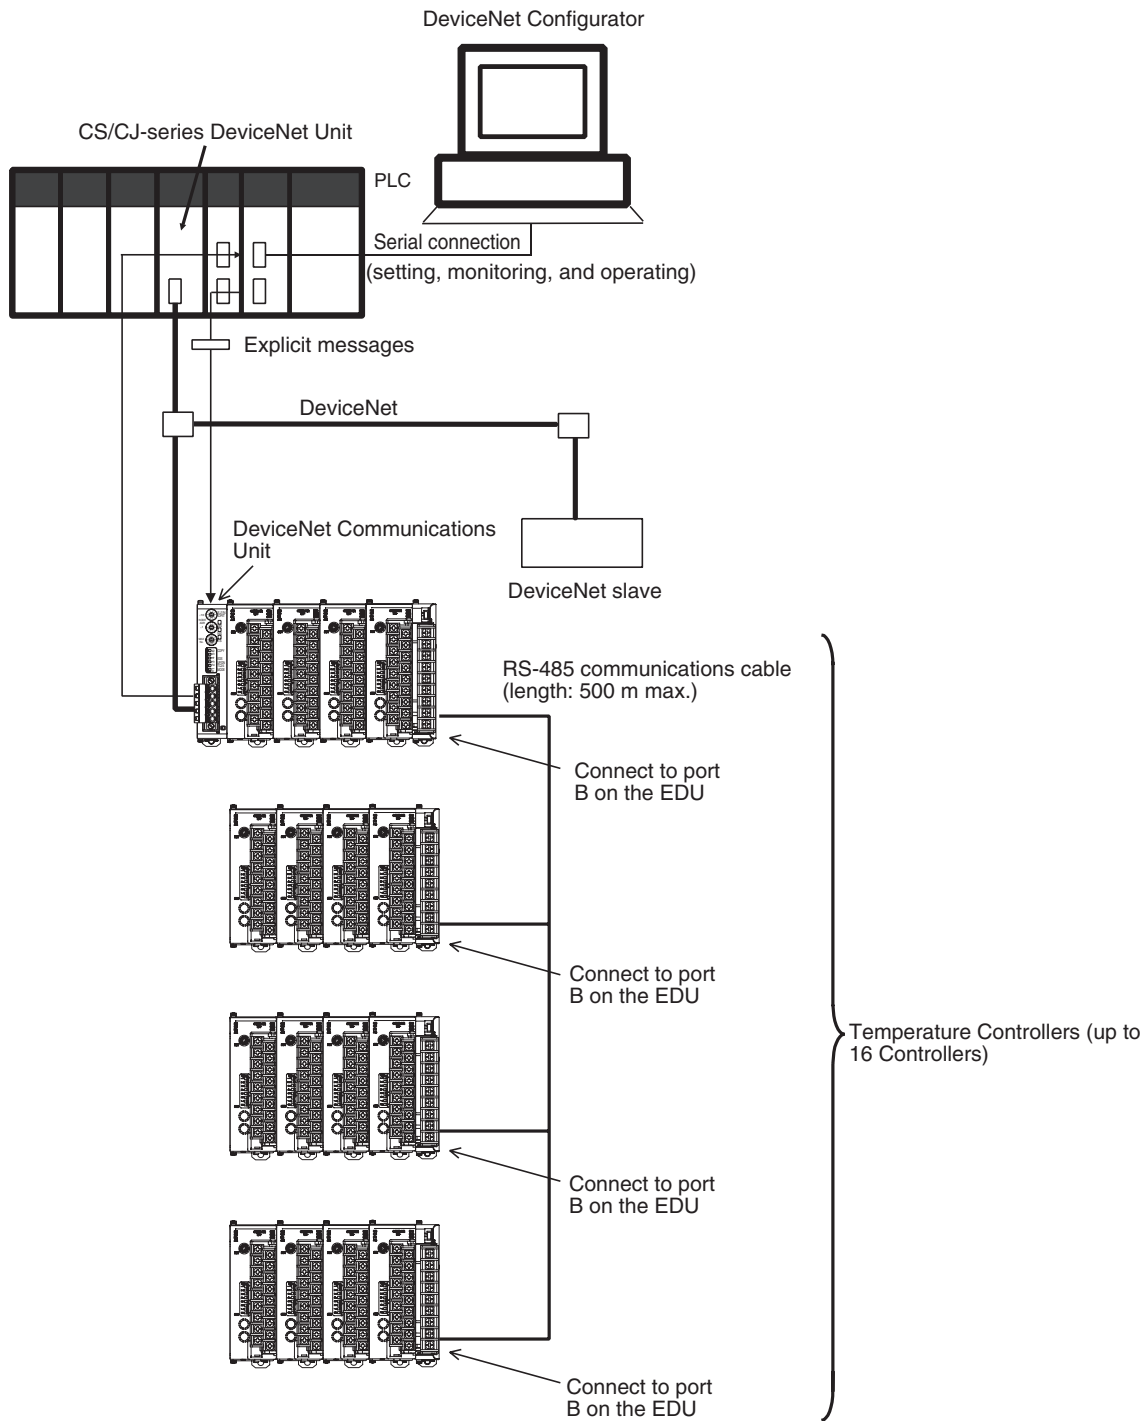 DeviceNet Configurator
CS/CJ-series DeviceNet Unit
PLC
Serial connection
(setting, monitoring, and operating)
Explicit messages
DeviceNet
DeviceNet Communications
Unit
DeviceNet slave
RS-485 communications cable
(length: 500 m max.)
Connect to port
B on the EDU
Connect to port
B on the EDU
Temperature Controllers (up to
16 Controllers)
Connect to port
B on the EDU
Connect to port
B on the EDU